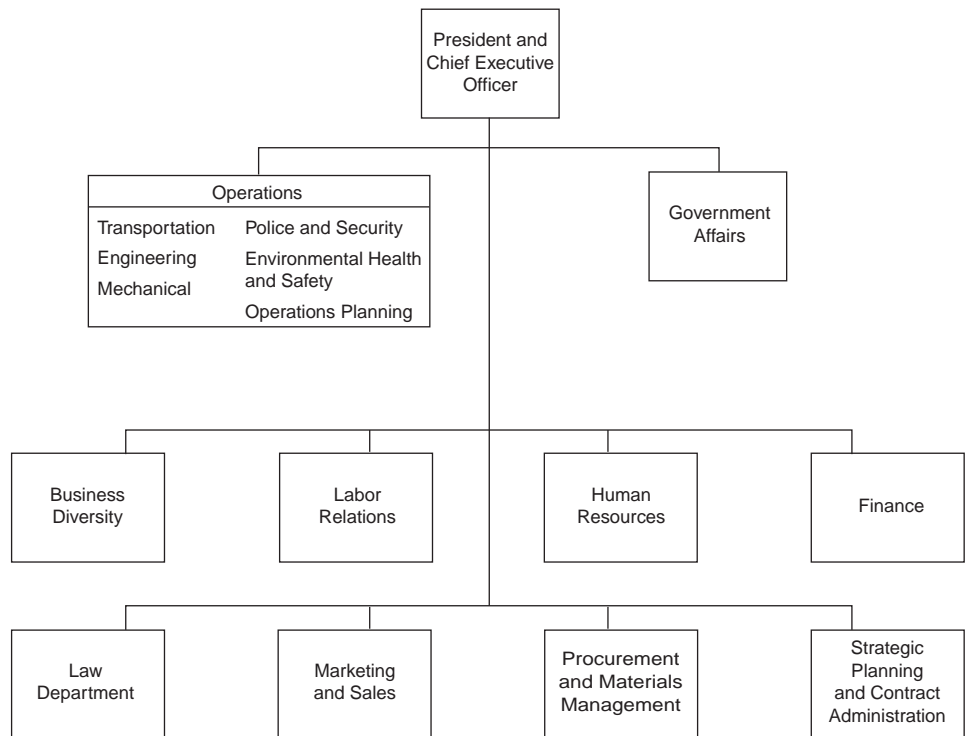 President and
Chief Executive
Officer
Operations
Transportation
Engineering
Mechanical
Police and Security
Environmental Health
and Safety
Operations Planning
Government
Affairs
Business
Diversity
Labor
Relations
Human
Resources
Finance
Law
Department
Marketing
and Sales
Procurement
and Materials
Management
Strategic
Planning
and Contract
Administration